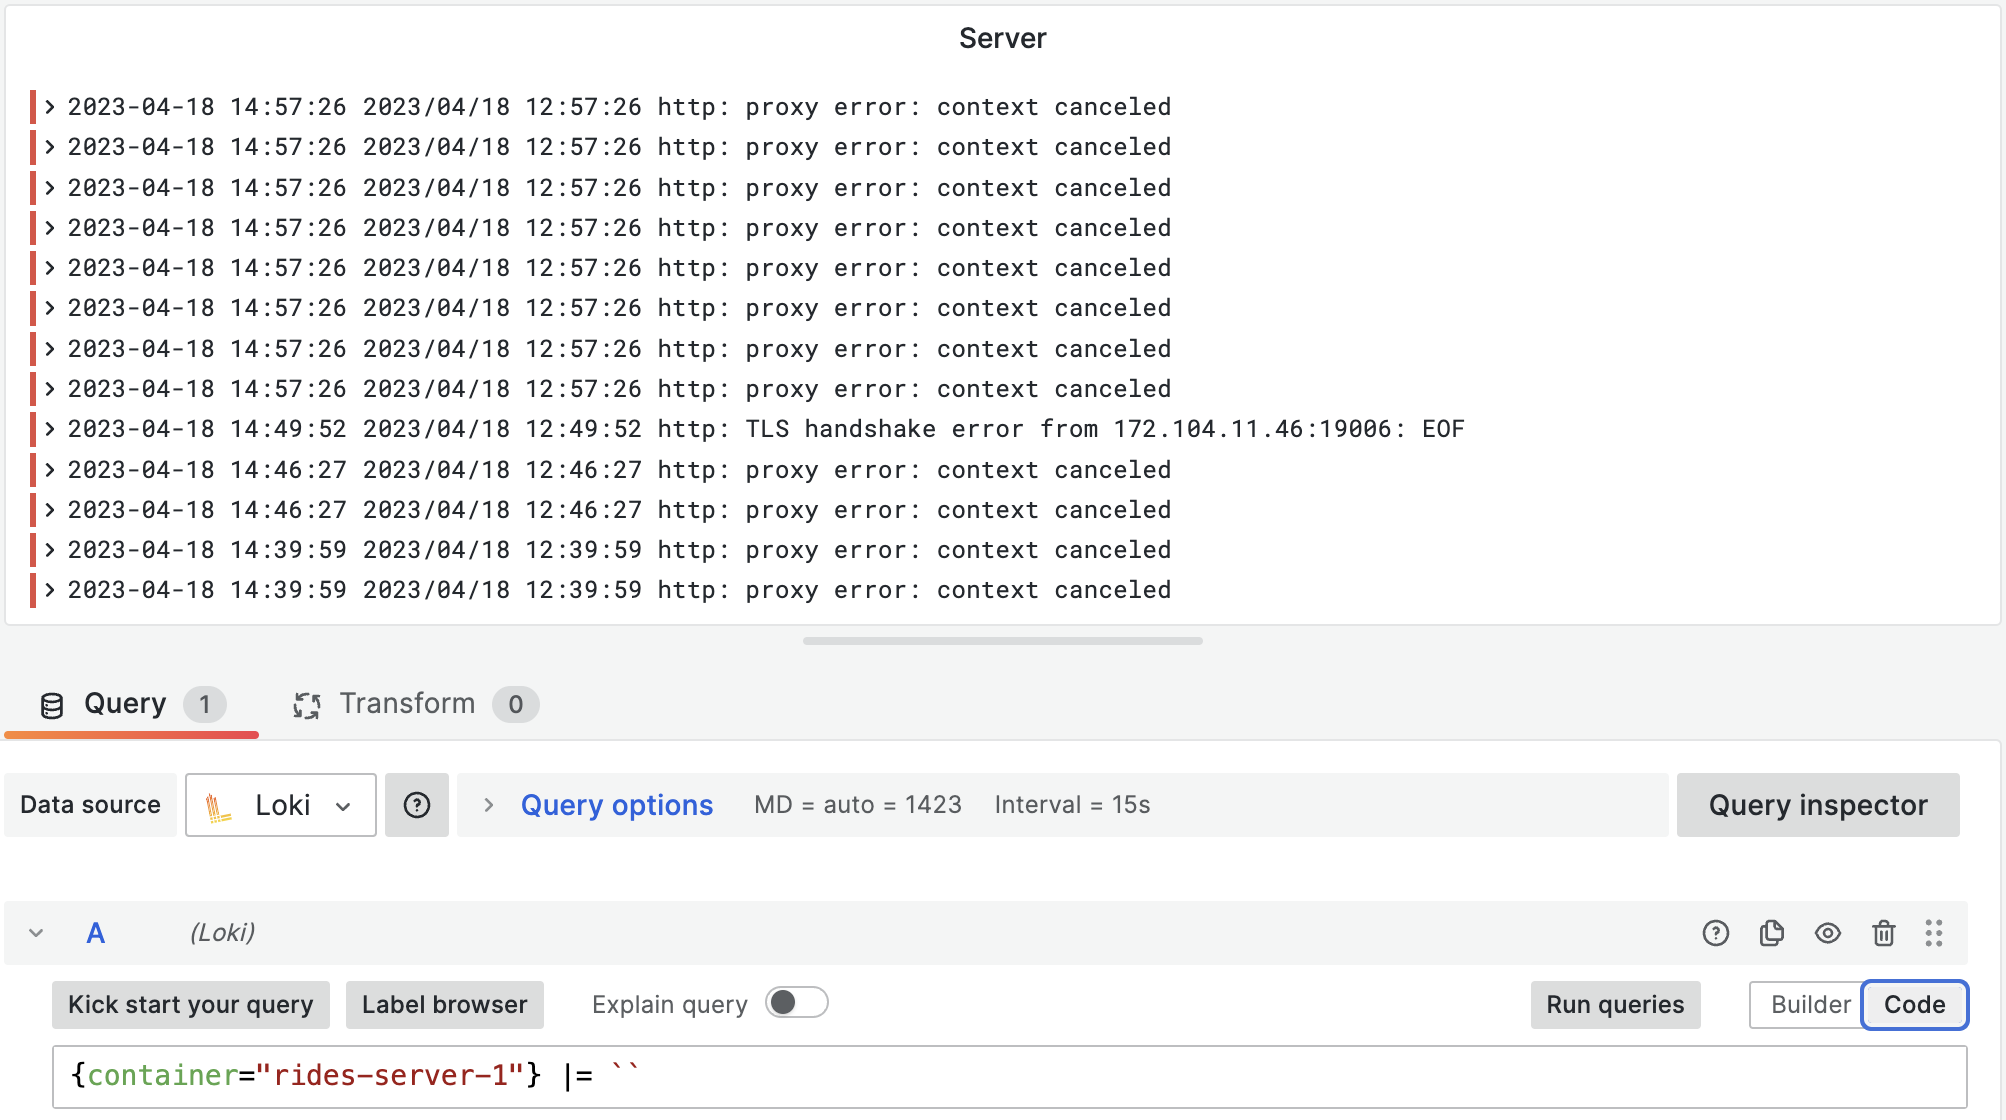 Server
2023-04-18 14:57:26 2023/04/18 12:57:26 http: proxy error: context canceled
2023-04-18 14:57:26 2023/04/18 12:57:26 http: proxy error: context canceled
2023-04-18 14:57:26 2023/04/18 12:57:26 http: proxy error: context canceled
2023-04-18 14:57:26 2023/04/18 12:57:26 http: proxy error: context canceled
2023-04-18 14:57:26 2023/04/18 12:57:26 http: proxy error: context canceled
2023-04-18 14:57:26 2023/04/18 12:57:26 http: proxy error: context canceled
2023-04-18 14:57:26 2023/04/18 12:57:26 http: proxy error: context canceled
2023-04-18 14:57:26 2023/04/18 12:57:26 http: proxy error: context canceled
2023-04-18 14:49:52 2023/04/18 12:49:52 http: TLS handshake error from 172.104.11.46:19006: EOF
2023-04-18 14:46:27 2023/04/18 12:46:27 http: proxy error: context canceled
2023-04-18 14:46:27 2023/04/18 12:46:27 http: proxy error: context canceled
2023-04-18 14:39:59 2023/04/18 12:39:59 http: proxy error: context canceled
2023-04-18 14:39:59 2023/04/18 12:39:59 http: proxy error: context canceled
Query 1 Transform 0
Data source Loki Query options MD = auto = 1423 Interval = 15s Query inspector
A (Loki)
Kick start your query Label browser Explain query Run queries Builder Code
{container="rides-server-1"} |= ``